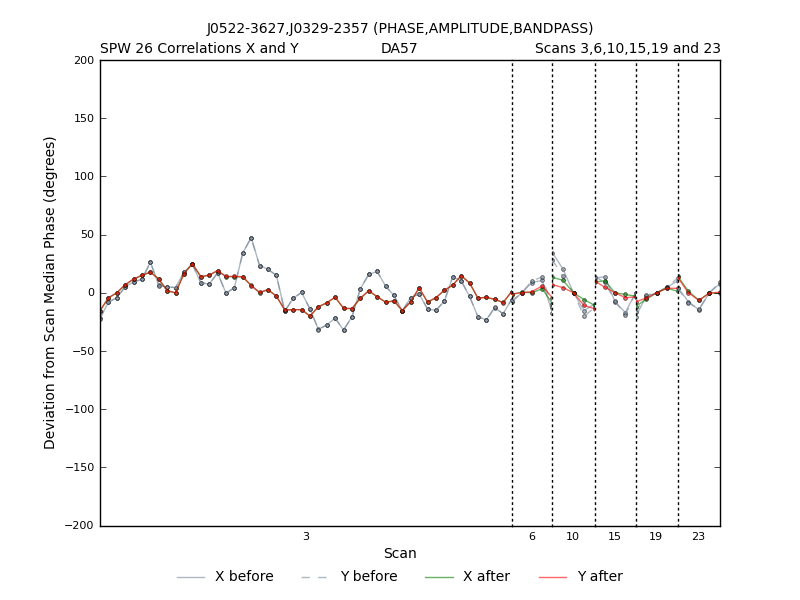 J0522-3627,J0329-2357 (PHASE,AMPLITUDE,BANDPASS)
SPW 26 Correlations X and Y DA57 Scans 3,6,10,15,19 and 23
200
150
100
50
0
−50
−100
−150
−200
Deviation from Scan Median Phase (degrees)
3 6 10 15 19 23
Scan
X before Y before X after Y after